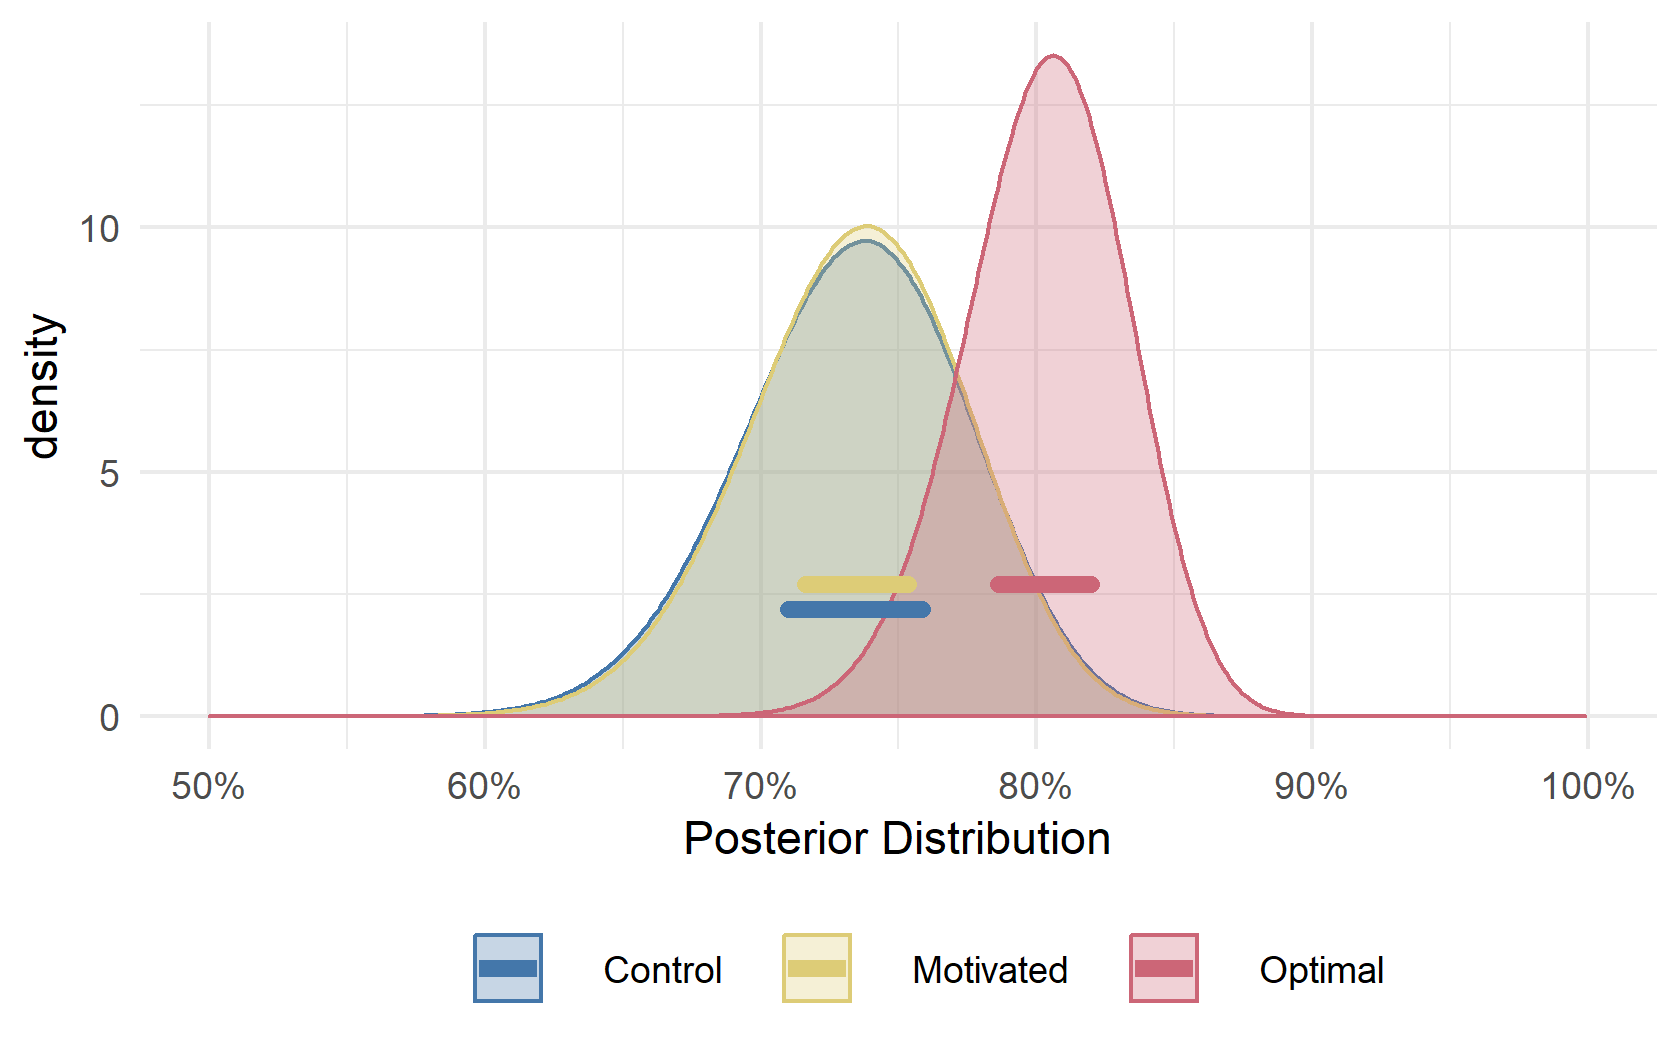 density
10
5
0
50% 60% 70% 80% 90% 100%
Posterior Distribution
Control Motivated Optimal